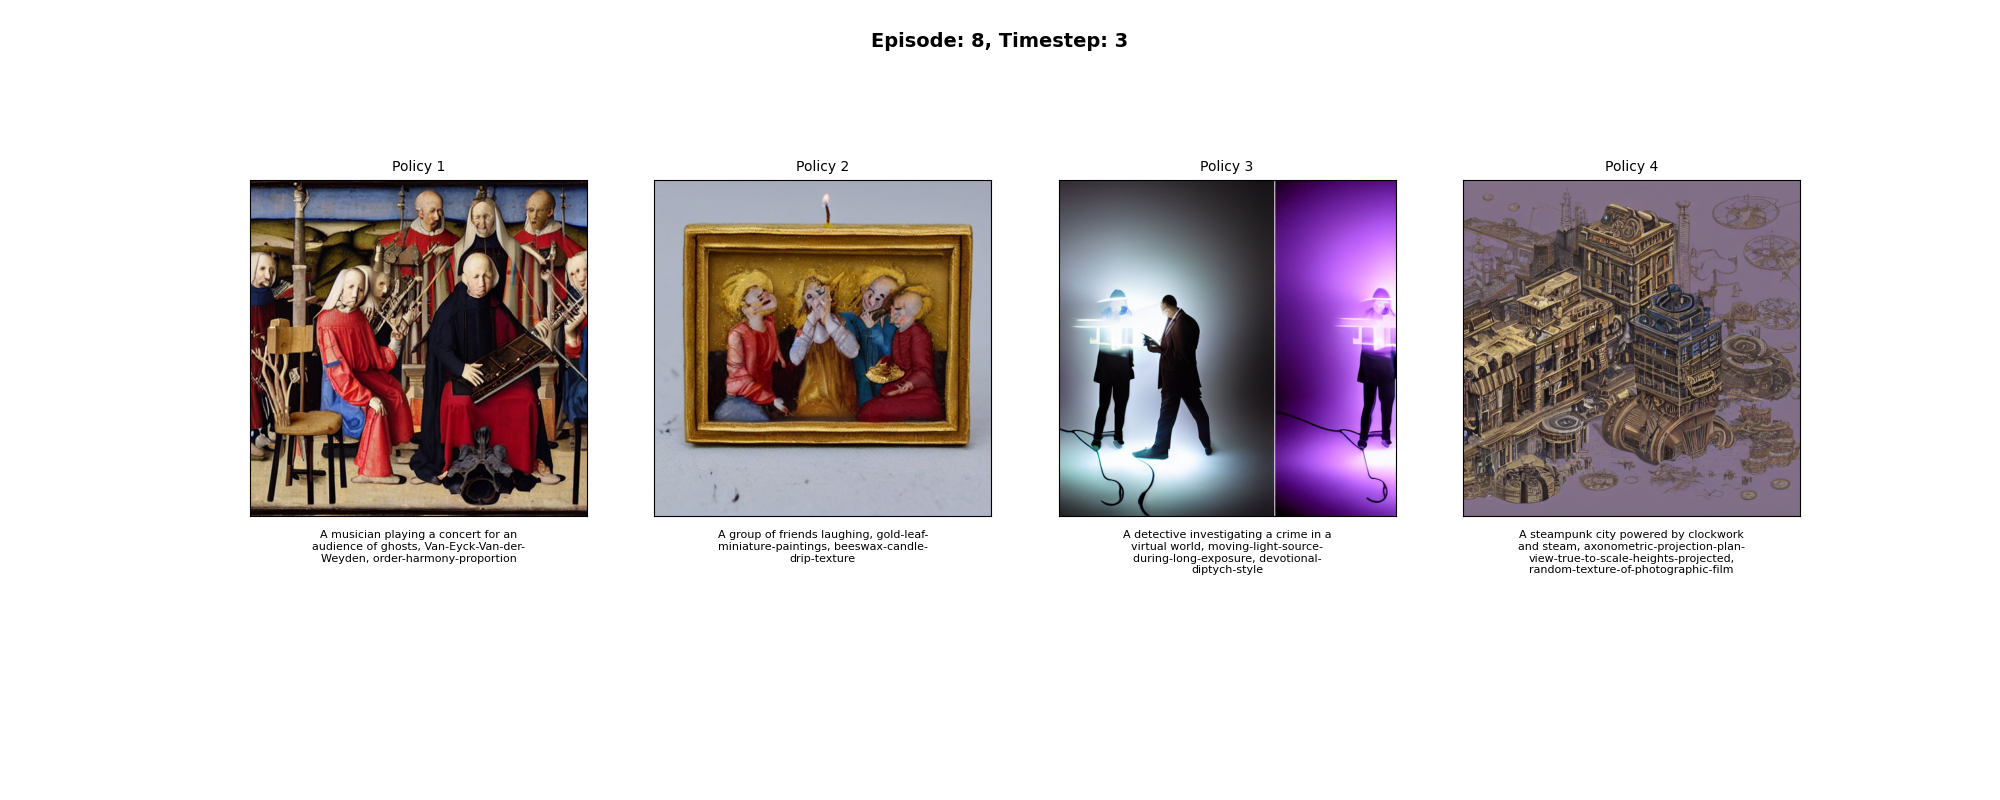 Episode: 8, Timestep: 3
Policy 1
Policy 2
Policy 3
Policy 4
A musician playing a concert for an
audience of ghosts, Van-Eyck-Van-der-
Weyden, order-harmony-proportion
A group of friends laughing, gold-leaf-
miniature-paintings, beeswax-candle-
drip-texture
A detective investigating a crime in a
virtual world, moving-light-source-
during-long-exposure, devotional-
diptych-style
A steampunk city powered by clockwork
and steam, axonometric-projection-plan-
view-true-to-scale-heights-projected,
random-texture-of-photographic-film